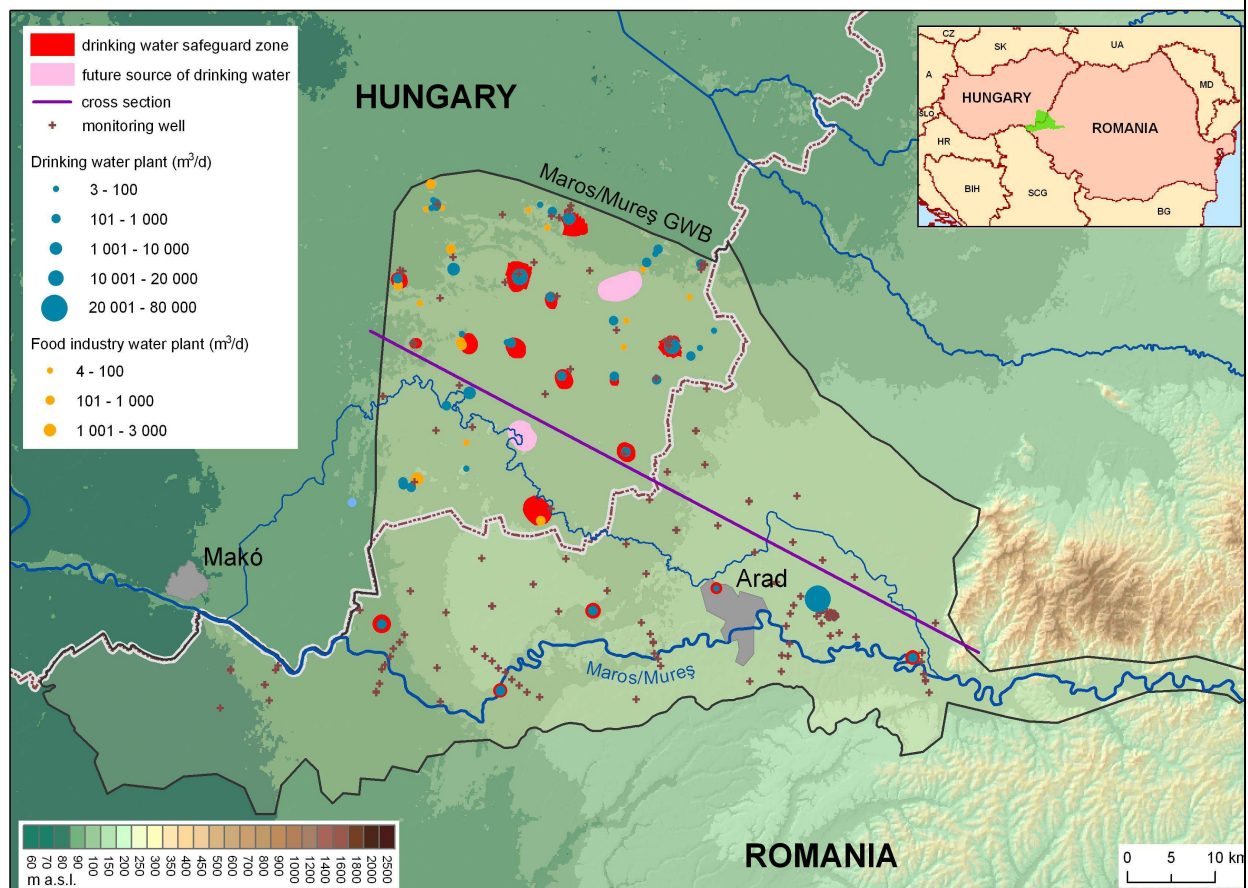 drinking water safeguard zone
future source of drinking water
cross section
monitoring well
Drinking water plant (m³/d)
3 - 100
101 - 1 000
1 001 - 10 000
10 001 - 20 000
20 001 - 80 000
Food industry water plant (m³/d)
4 - 100
101 - 1 000
1 001 - 3 000
HUNGARY
Maros/Mureş GWB
CZ
SK
UA
A
HUNGARY
MD
SLO
ROMANIA
HR
BIH
SCG
BG
Makó
Arad
Maros/Mureş
ROMANIA
60 70 80 90 100 150 200 250 300 350 400 450 500 600 700 800 900 1000 1200 1400 1600 1800 2000 2500
m a.s.l.
0 5 10 km